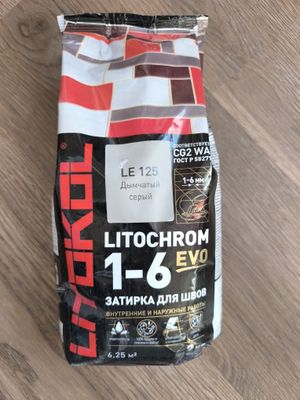 LITOKOL
СООТВЕТСТВУЕТ
CG2 WA
ГОСТ Р 5827
1-6 мм
LE 125
Дымчатый
серый
LITOCHROM
1-6 EVO
ЗАТИРКА ДЛЯ ШВОВ
ВНУТРЕННИЕ И НАРУЖНЫЕ РАБОТЫ
6,25 м²